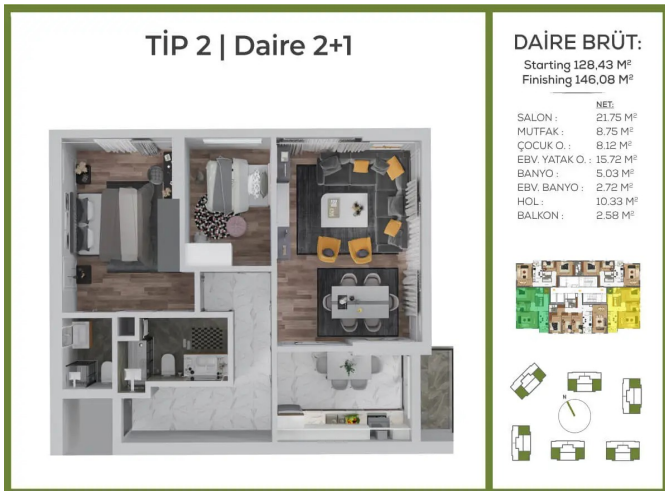 TİP 2 | Daire 2+1
DAİRE BRÜT:
Starting 128,43 M²
Finishing 146,08 M²
NET:
SALON : 21.75 M²
MUTFAK : 8.75 M²
ÇOCUK O. : 8.12 M²
EBV. YATAK O. : 15.72 M²
BANYO : 5.03 M²
EBV. BANYO : 2.72 M²
HOL : 10.33 M²
BALKON : 2.58 M²
N